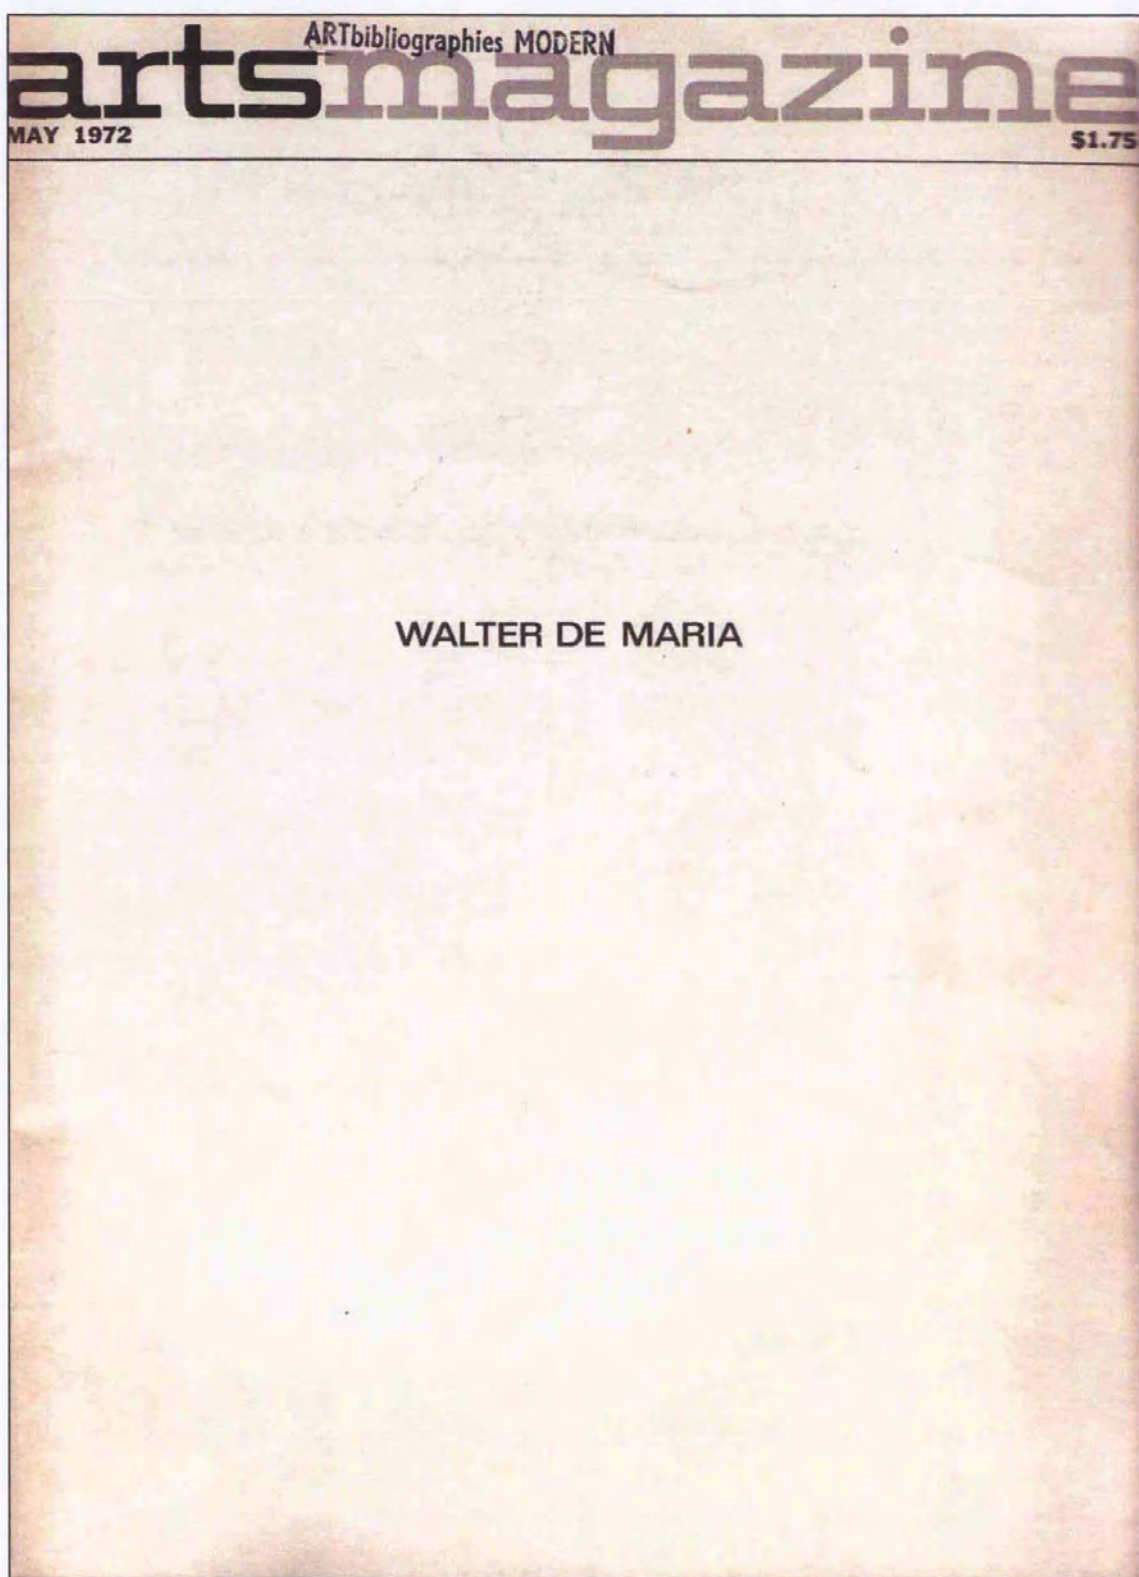 ARTbibliographies MODERN
artsmagazine
MAY 1972
$1.75
WALTER DE MARIA